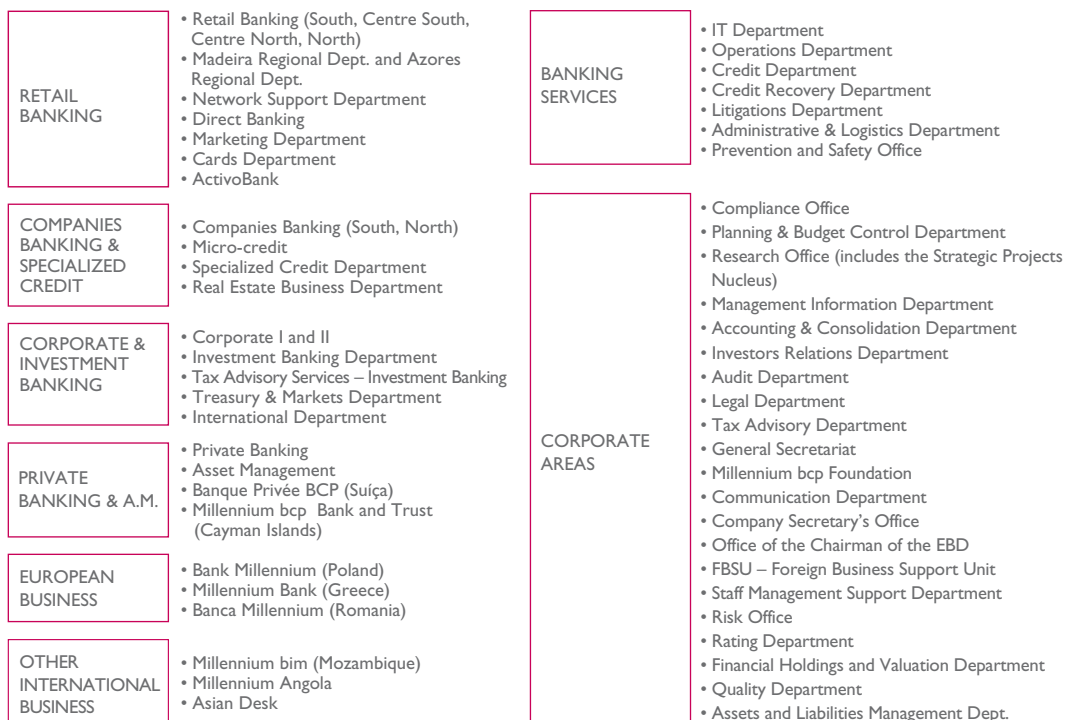 RETAIL
BANKING
• Retail Banking (South, Centre South,
Centre North, North)
• Madeira Regional Dept. and Azores
Regional Dept.
• Network Support Department
• Direct Banking
• Marketing Department
• Cards Department
• ActivoBank
COMPANIES
BANKING &
SPECIALIZED
CREDIT
• Companies Banking (South, North)
• Micro-credit
• Specialized Credit Department
• Real Estate Business Department
CORPORATE &
INVESTMENT
BANKING
• Corporate I and II
• Investment Banking Department
• Tax Advisory Services – Investment Banking
• Treasury & Markets Department
• International Department
PRIVATE
BANKING & A.M.
• Private Banking
• Asset Management
• Banque Privée BCP (Suíça)
• Millennium bcp Bank and Trust
(Cayman Islands)
EUROPEAN
BUSINESS
• Bank Millennium (Poland)
• Millennium Bank (Greece)
• Banca Millennium (Romania)
OTHER
INTERNATIONAL
BUSINESS
• Millennium bim (Mozambique)
• Millennium Angola
• Asian Desk
BANKING
SERVICES
• IT Department
• Operations Department
• Credit Department
• Credit Recovery Department
• Litigations Department
• Administrative & Logistics Department
• Prevention and Safety Office
CORPORATE
AREAS
• Compliance Office
• Planning & Budget Control Department
• Research Office (includes the Strategic Projects
Nucleus)
• Management Information Department
• Accounting & Consolidation Department
• Investors Relations Department
• Audit Department
• Legal Department
• Tax Advisory Department
• General Secretariat
• Millennium bcp Foundation
• Communication Department
• Company Secretary's Office
• Office of the Chairman of the EBD
• FBSU – Foreign Business Support Unit
• Staff Management Support Department
• Risk Office
• Rating Department
• Financial Holdings and Valuation Department
• Quality Department
• Assets and Liabilities Management Dept.